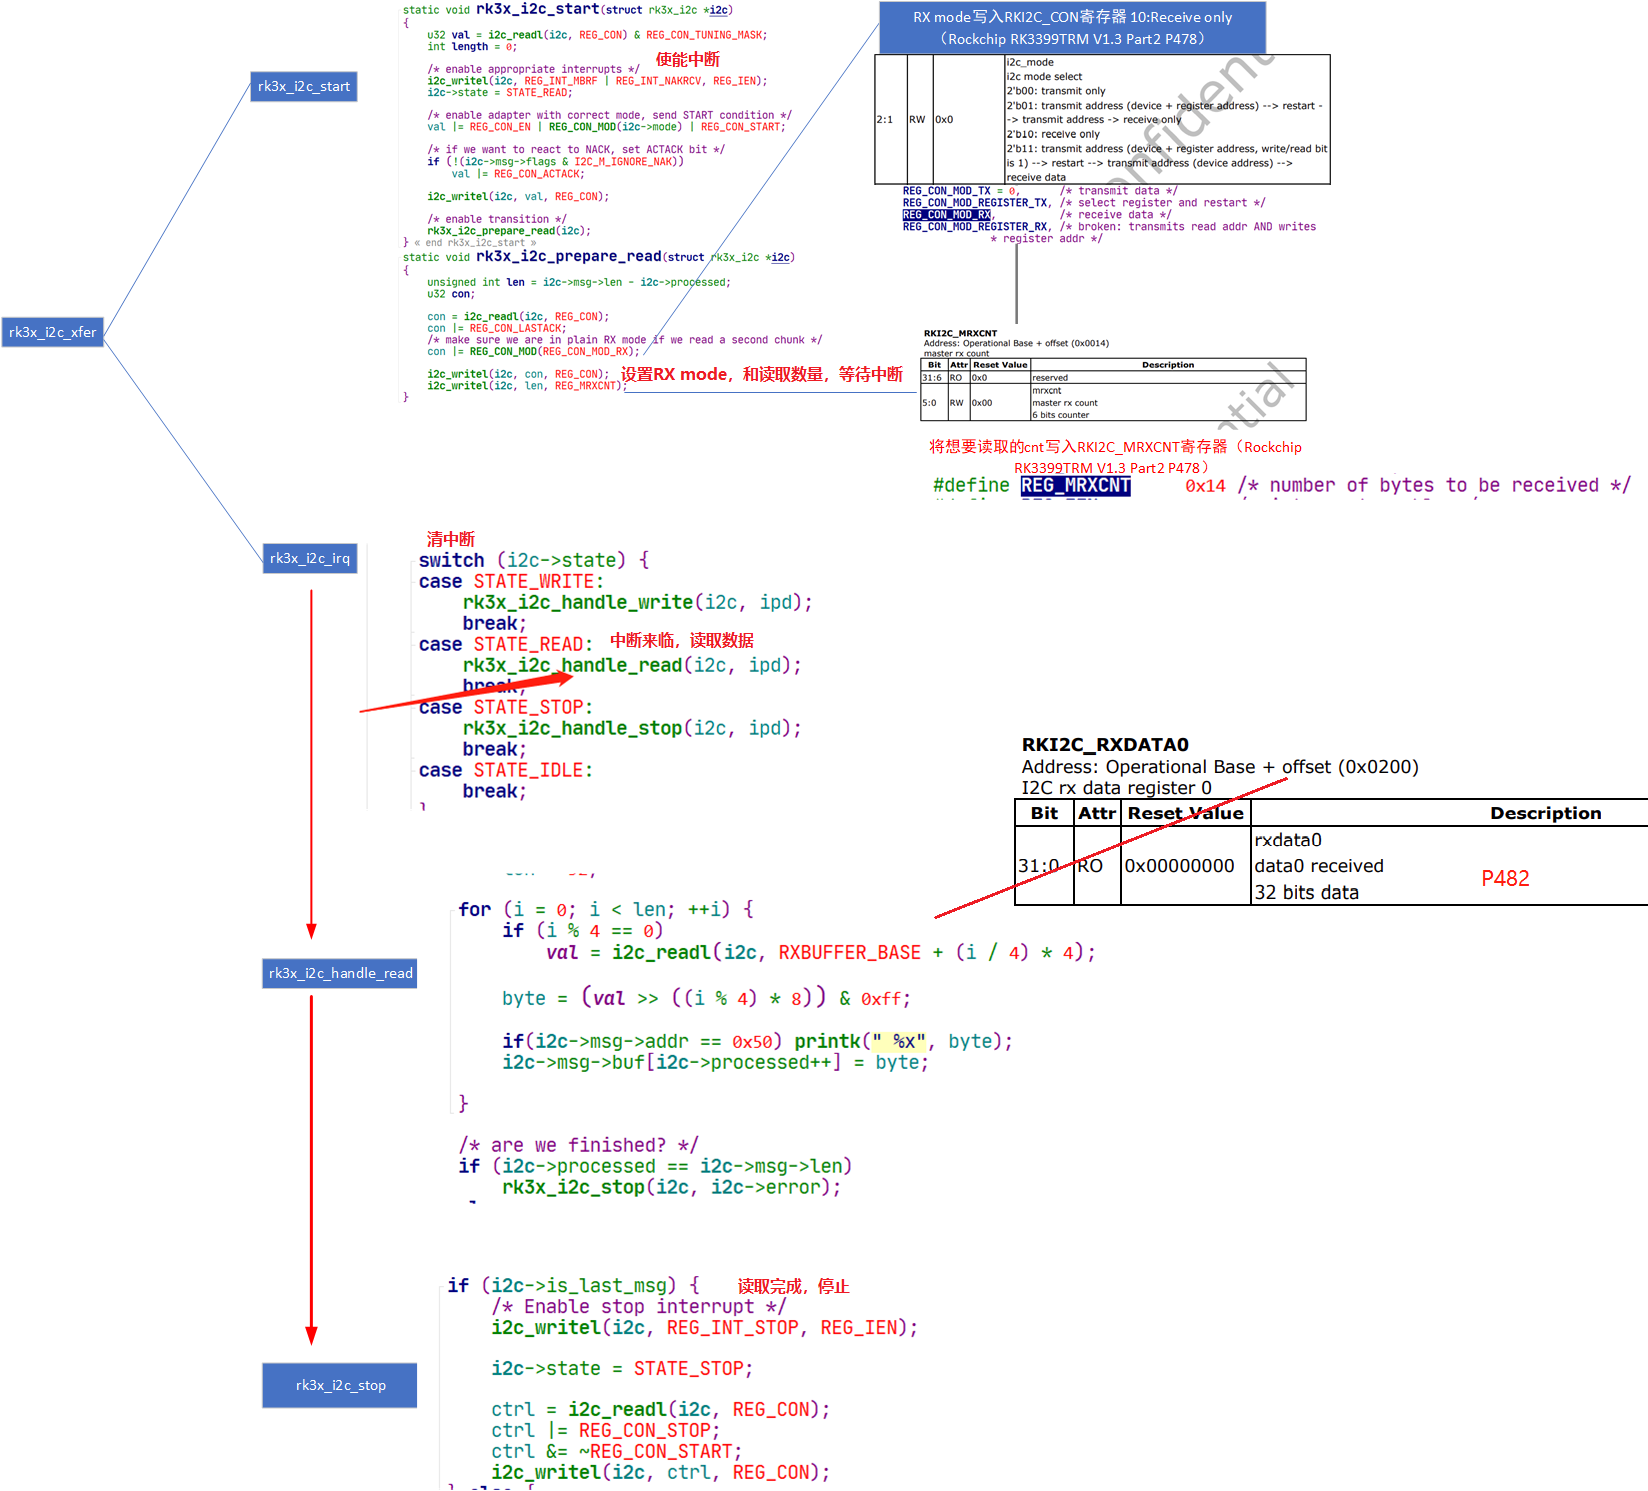 static void rk3x_i2c_start(struct rk3x_i2c *i2c)
{
u32 val = i2c_readl(i2c, REG_CON) & REG_CON_TUNING_MASK;
int length = 0;
使能中断
/* enable appropriate interrupts */
i2c_writel(i2c, REG_INT_MBRF | REG_INT_NAKRCV, REG_IEN);
i2c->state = STATE_READ;
/* enable adapter with correct mode, send START condition */
val |= REG_CON_EN | REG_CON_MOD(i2c->mode) | REG_CON_START;
/* if we want to react to NACK, set ACTACK bit */
if (!(i2c->msg->flags & I2C_M_IGNORE_NAK))
val |= REG_CON_ACTACK;
i2c_writel(i2c, val, REG_CON);
/* enable transition */
rk3x_i2c_prepare_read(i2c);
} « end rk3x_i2c_start »
static void rk3x_i2c_prepare_read(struct rk3x_i2c *i2c)
{
unsigned int len = i2c->msg->len - i2c->processed;
u32 con;
con = i2c_readl(i2c, REG_CON);
con |= REG_CON_LASTACK;
/* make sure we are in plain RX mode if we read a second chunk */
con |= REG_CON_MOD(REG_CON_MOD_RX);
i2c_writel(i2c, con, REG_CON);
i2c_writel(i2c, len, REG_MRXCNT);
}
设置RX mode，和读取数量，等待中断
rk3x_i2c_start
rk3x_i2c_xfer
RX mode 写入RKI2C_CON寄存器 10:Receive only
（Rockchip RK3399TRM V1.3 Part2 P478）
2:1 RW 0x0
i2c_mode
i2c mode select
2'b00: transmit only
2'b01: transmit address (device + register address) --> restart -
-> transmit address -> receive only
2'b10: receive only
2'b11: transmit address (device + register address, write/read bit
is 1) --> restart --> transmit address (device address) -->
receive data
REG_CON_MOD_TX = 0, /* transmit data */
REG_CON_MOD_REGISTER_TX, /* select register and restart */
REG_CON_MOD_RX, /* receive data */
REG_CON_MOD_REGISTER_RX, /* broken: transmits read addr AND writes
* register addr */
RKI2C_MRXCNT
Address: Operational Base + offset (0x0014)
master rx count
Bit Attr Reset Value Description
31:6 RO 0x0 reserved
5:0 RW 0x00
mrxcnt
master rx count
6 bits counter
将想要读取的cnt写入RKI2C_MRXCNT寄存器（Rockchip
RK3399TRM V1.3 Part2 P478）
#define REG_MRXCNT 0x14 /* number of bytes to be received */
rk3x_i2c_irq
清中断
switch (i2c->state) {
case STATE_WRITE:
rk3x_i2c_handle_write(i2c, ipd);
break;
case STATE_READ: 中断来临，读取数据
rk3x_i2c_handle_read(i2c, ipd);
break;
case STATE_STOP:
rk3x_i2c_handle_stop(i2c, ipd);
break;
case STATE_IDLE:
break;
}
RKI2C_RXDATA0
Address: Operational Base + offset (0x0200)
I2C rx data register 0
Bit Attr Reset Value Description
31:0 RO 0x00000000
rxdata0
data0 received
32 bits data
P482
rk3x_i2c_handle_read
for (i = 0; i < len; ++i) {
if (i % 4 == 0)
val = i2c_readl(i2c, RXBUFFER_BASE + (i / 4) * 4);
byte = (val >> ((i % 4) * 8)) & 0xff;
if(i2c->msg->addr == 0x50) printk(" %x", byte);
i2c->msg->buf[i2c->processed++] = byte;
}
/* are we finished? */
if (i2c->processed == i2c->msg->len)
rk3x_i2c_stop(i2c, i2c->error);
rk3x_i2c_stop
if (i2c->is_last_msg) { 读取完成，停止
/* Enable stop interrupt */
i2c_writel(i2c, REG_INT_STOP, REG_IEN);
i2c->state = STATE_STOP;
ctrl = i2c_readl(i2c, REG_CON);
ctrl |= REG_CON_STOP;
ctrl &= ~REG_CON_START;
i2c_writel(i2c, ctrl, REG_CON);
} else {